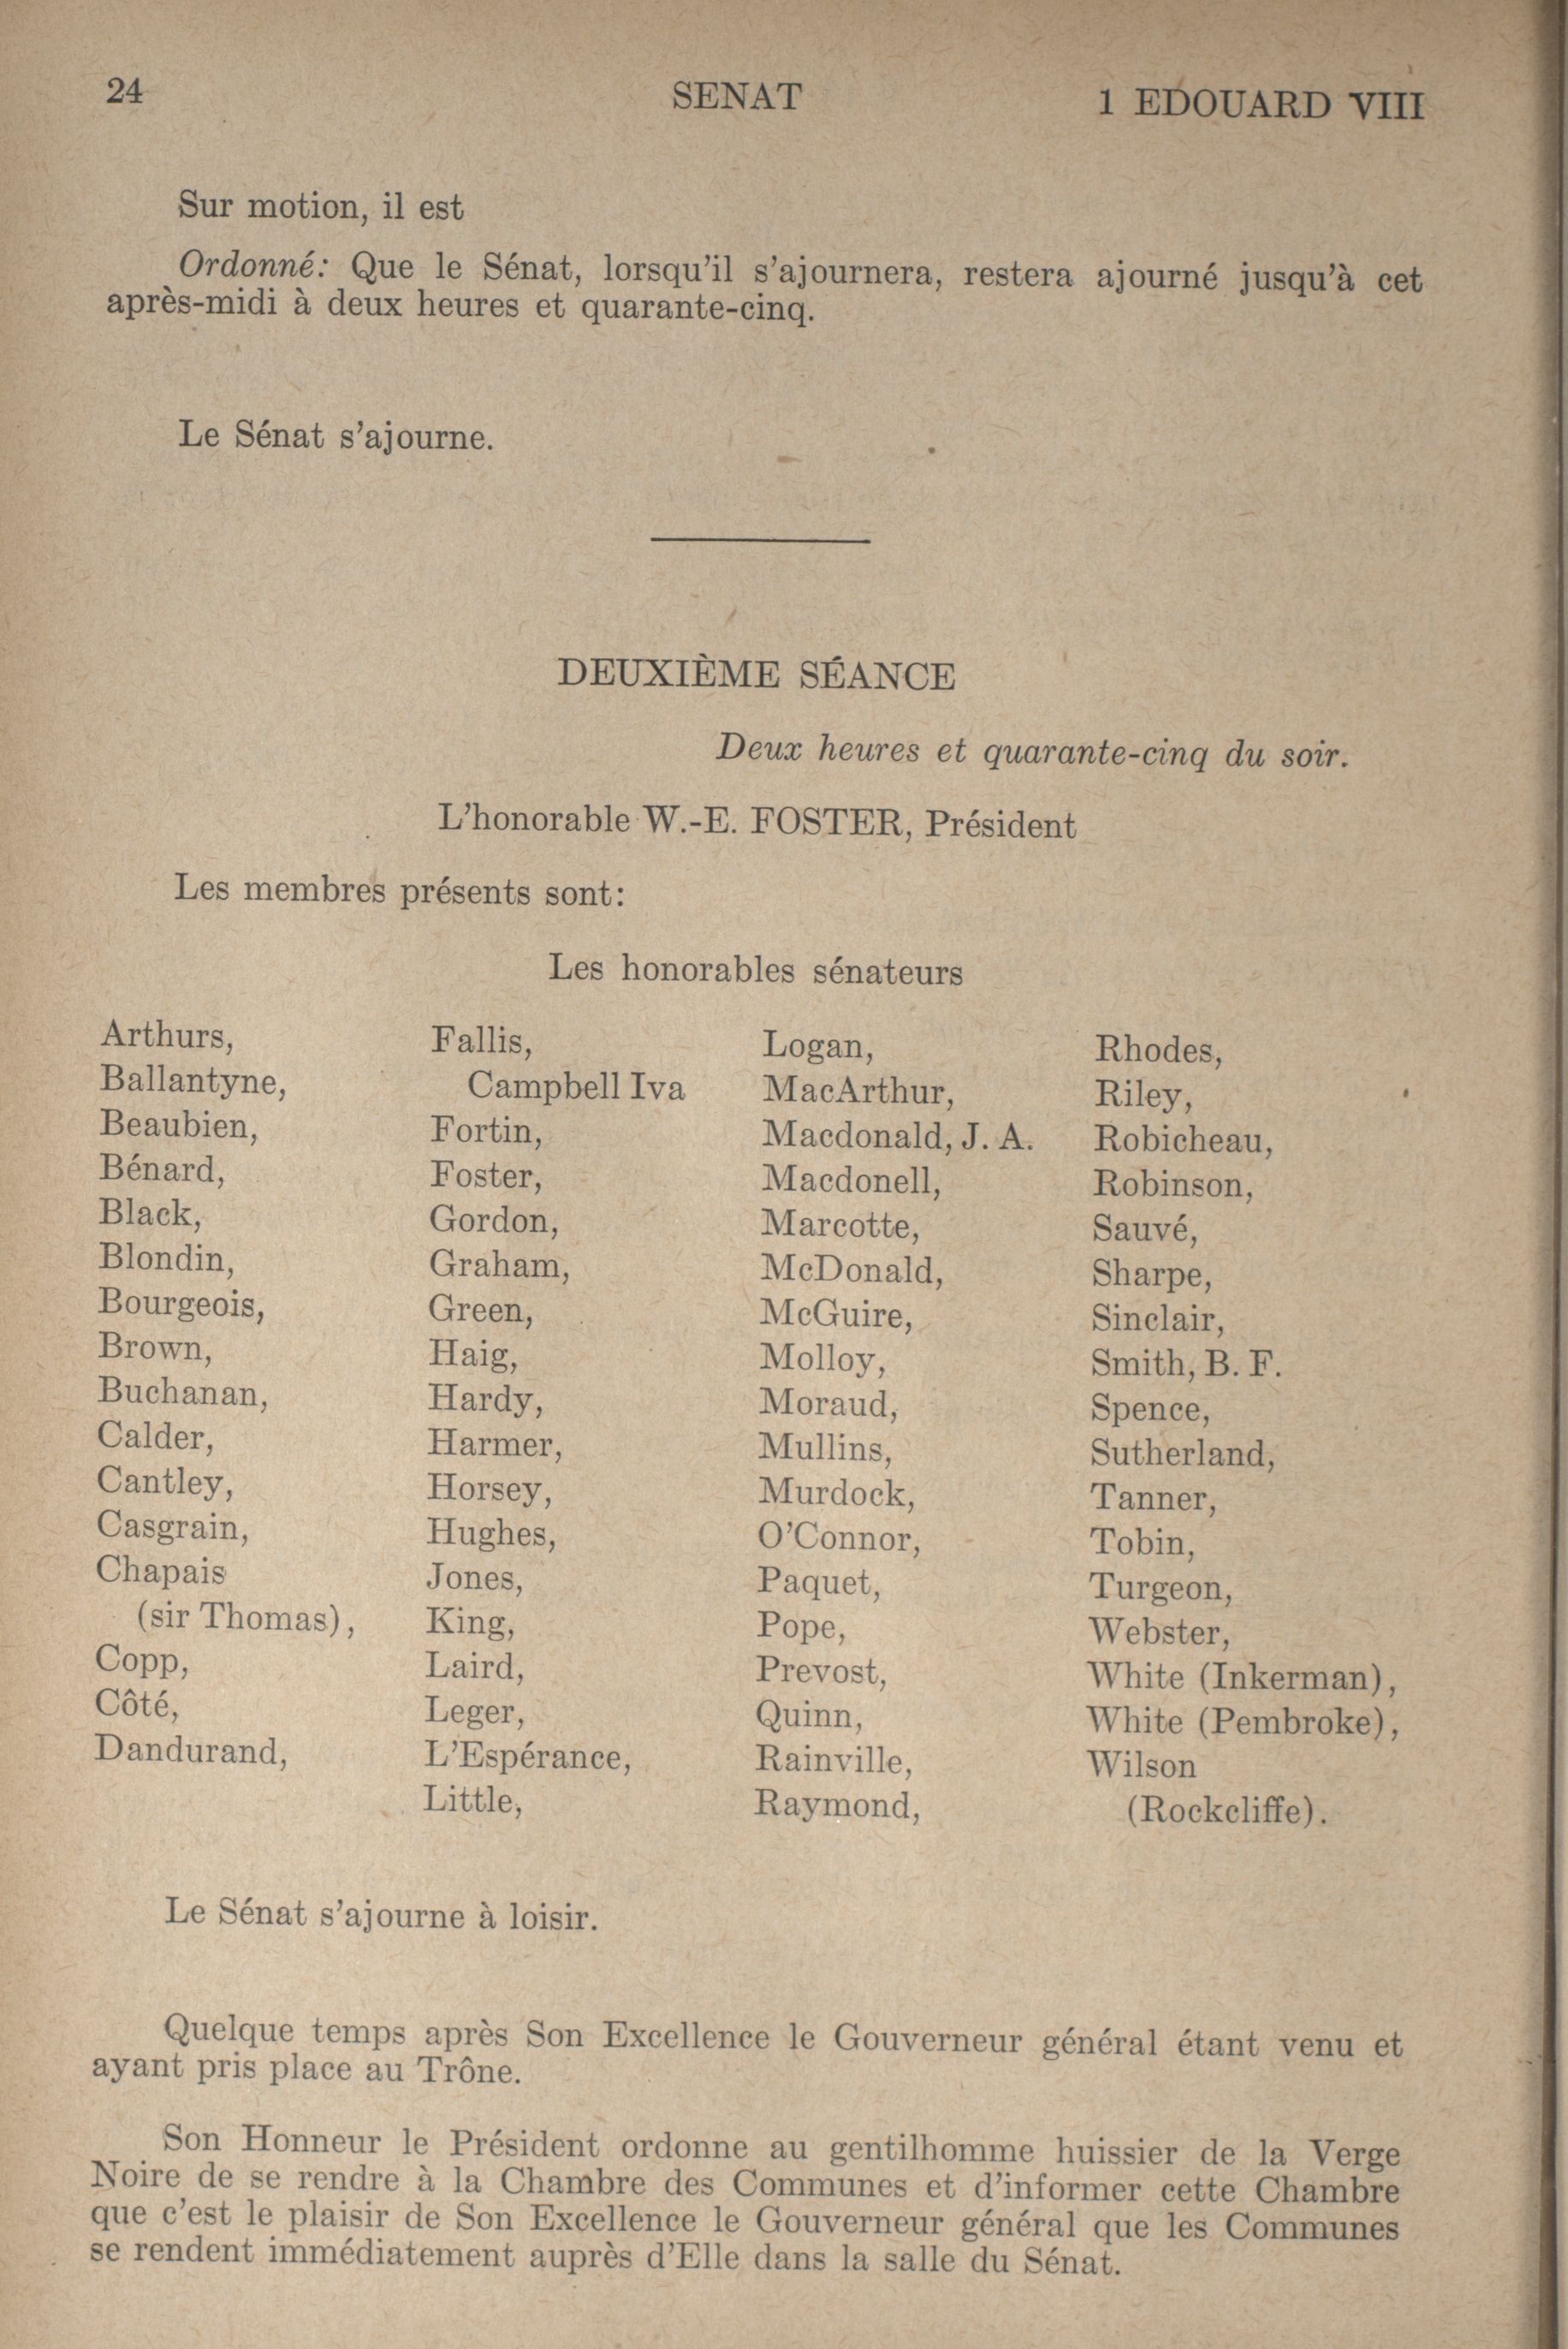 24
SENAT
1 EDOUARD VIII
Sur motion, il est
Ordonné: Que le Sénat, lorsqu'il s'ajournera, restera ajourné jusqu'à cet
après-midi à deux heures et quarante-cinq.
Le Sénat s'ajourne.
DEUXIÈME SÉANCE
Deux heures et quarante-cinq du soir.
L'honorable W.-E. FOSTER, Président
Les membres présents sont:
Les honorables sénateurs
Arthurs,
Ballantyne,
Beaubien,
Bénard,
Black,
Blondin,
Bourgeois,
Brown,
Buchanan,
Calder,
Cantley,
Casgrain,
Chapais
(sir Thomas),
Copp,
Côté,
Dandurand,
Fallis,
Campbell Iva
Fortin,
Foster,
Gordon,
Graham,
Green,
Haig,
Hardy,
Harmer,
Horsey,
Hughes,
Jones,
King,
Laird,
Leger,
L'Espérance,
Little,
Logan,
MacArthur,
Macdonald, J. A.
Macdonell,
Marcotte,
McDonald,
McGuire,
Molloy,
Moraud,
Mullins,
Murdock,
O'Connor,
Paquet,
Pope,
Prevost,
Quinn,
Rainville,
Raymond,
Rhodes,
Riley,
Robicheau,
Robinson,
Sauvé,
Sharpe,
Sinclair,
Smith, B. F.
Spence,
Sutherland,
Tanner,
Tobin,
Turgeon,
Webster,
White (Inkerman),
White (Pembroke),
Wilson
(Rockcliffe).
Le Sénat s'ajourne à loisir.
Quelque temps après Son Excellence le Gouverneur général étant venu et
ayant pris place au Trône.
Son Honneur le Président ordonne au gentilhomme huissier de la Verge
Noire de se rendre à la Chambre des Communes et d'informer cette Chambre
que c'est le plaisir de Son Excellence le Gouverneur général que les Communes
se rendent immédiatement auprès d'Elle dans la salle du Sénat.